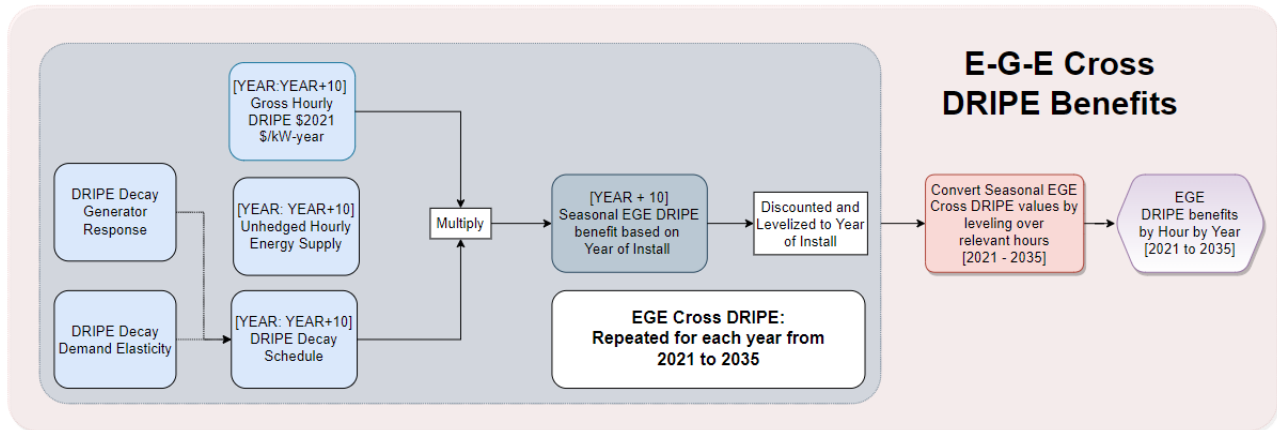 E-G-E Cross
DRIPE Benefits
[YEAR:YEAR+10]
Gross Hourly
DRIPE $2021
$/kW-year
DRIPE Decay
Generator
Response
[YEAR: YEAR+10]
Unhedged Hourly
Energy Supply
Multiply
[YEAR + 10]
Seasonal EGE DRIPE
benefit based on
Year of Install
Discounted and
Levelized to Year
of Install
Convert Seasonal EGE
Cross DRIPE values by
leveling over
relevant hours
[2021 - 2035]
EGE
DRIPE benefits
by Hour by Year
[2021 to 2035]
DRIPE Decay
Demand Elasticity
[YEAR: YEAR+10]
DRIPE Decay
Schedule
EGE Cross DRIPE:
Repeated for each year from
2021 to 2035